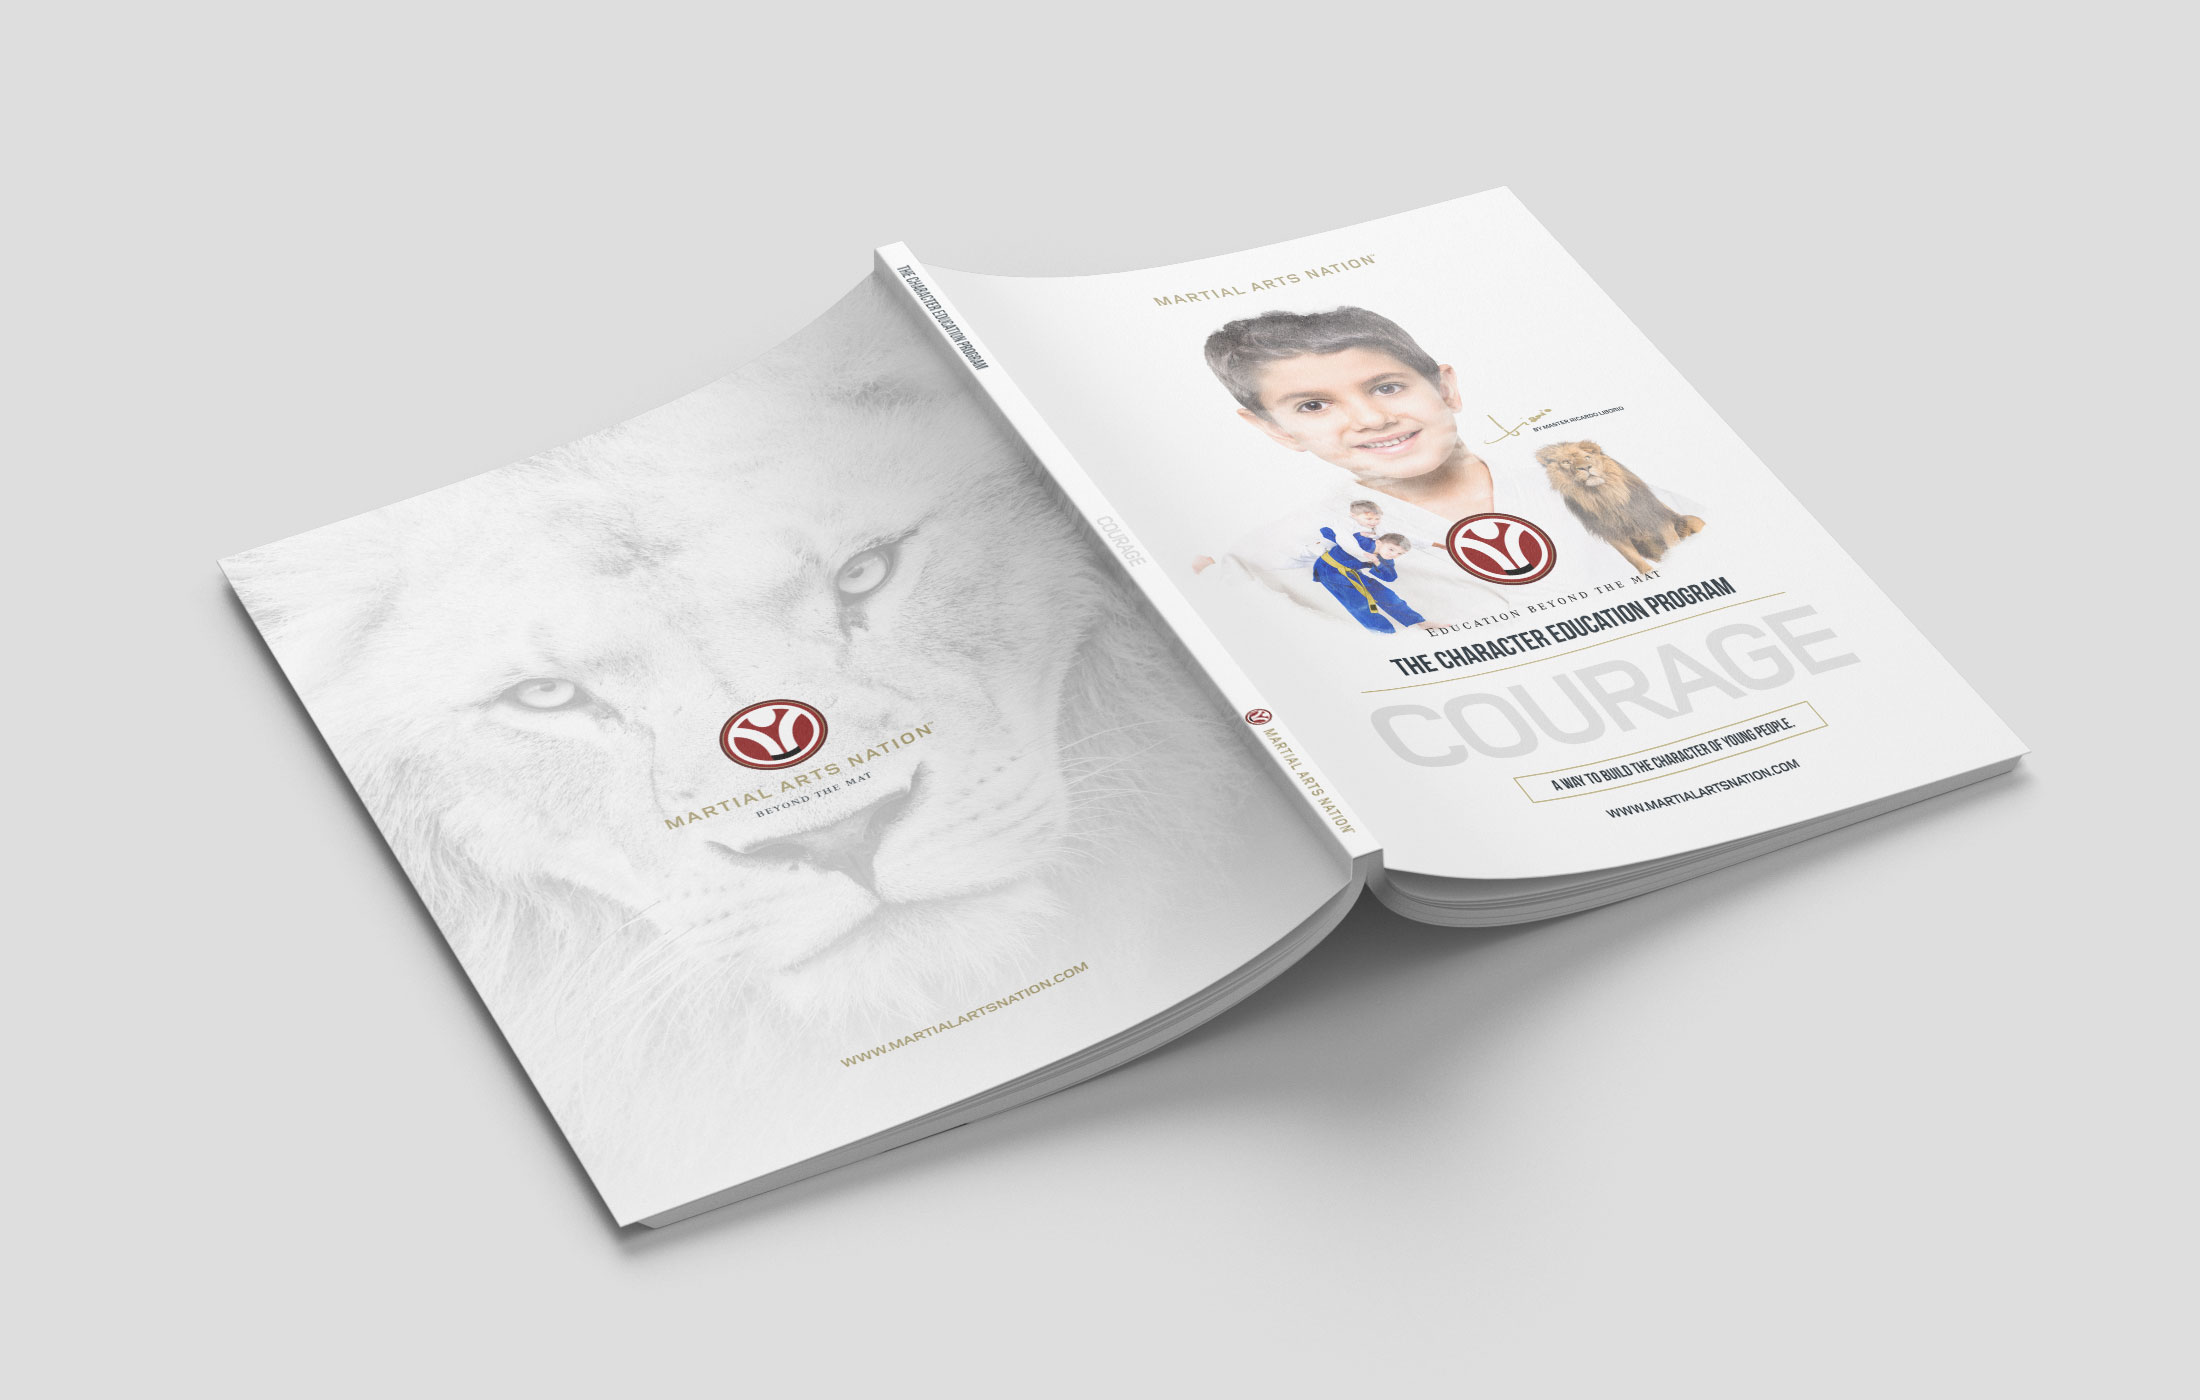 MARTIAL ARTS NATION™
BY MASTER RICARDO LIBORIO
EDUCATION BEYOND THE MAT
THE CHARACTER EDUCATION PROGRAM
COURAGE
A WAY TO BUILD THE CHARACTER OF YOUNG PEOPLE.
WWW.MARTIALARTSNATION.COM
THE CHARACTER EDUCATION PROGRAM
COURAGE
MARTIAL ARTS NATION™
MARTIAL ARTS NATION™
BEYOND THE MAT
WWW.MARTIALARTSNATION.COM